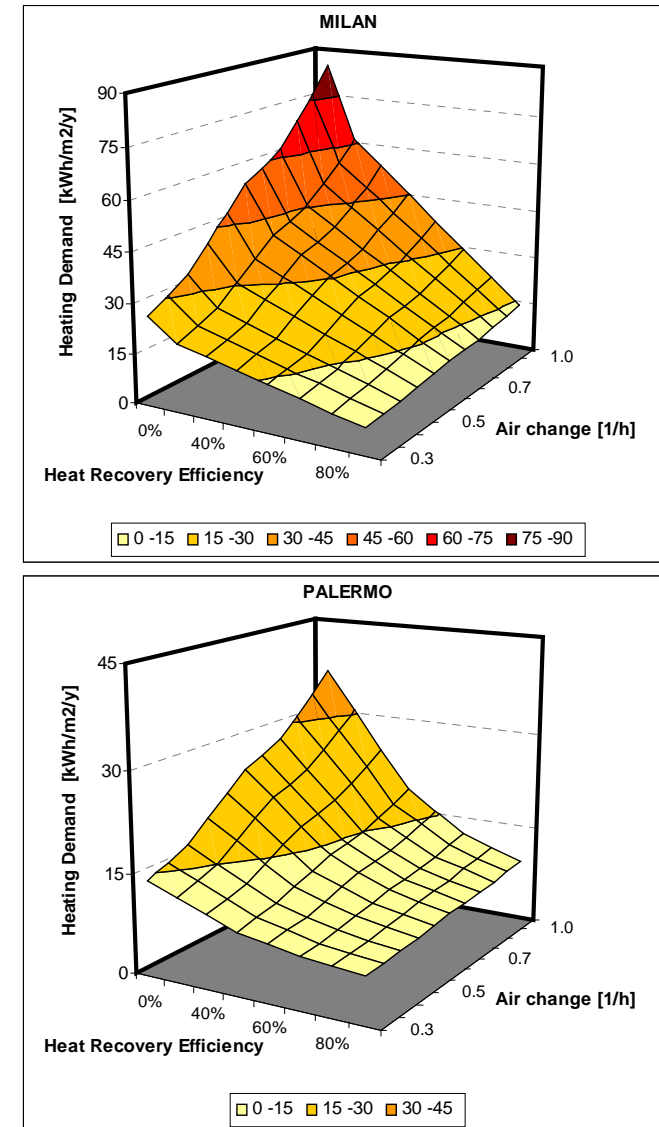 MILAN
90
75
60
45
30
15
0
Heating Demand [kWh/m2/y]
0%
40%
60%
80%
Heat Recovery Efficiency
0.3
0.5
0.7
1.0
Air change [1/h]
0 -15 15 -30 30 -45 45 -60 60 -75 75 -90
PALERMO
45
30
15
0
Heating Demand [kWh/m2/y]
0%
40%
60%
80%
Heat Recovery Efficiency
0.3
0.5
0.7
1.0
Air change [1/h]
0 -15 15 -30 30 -45